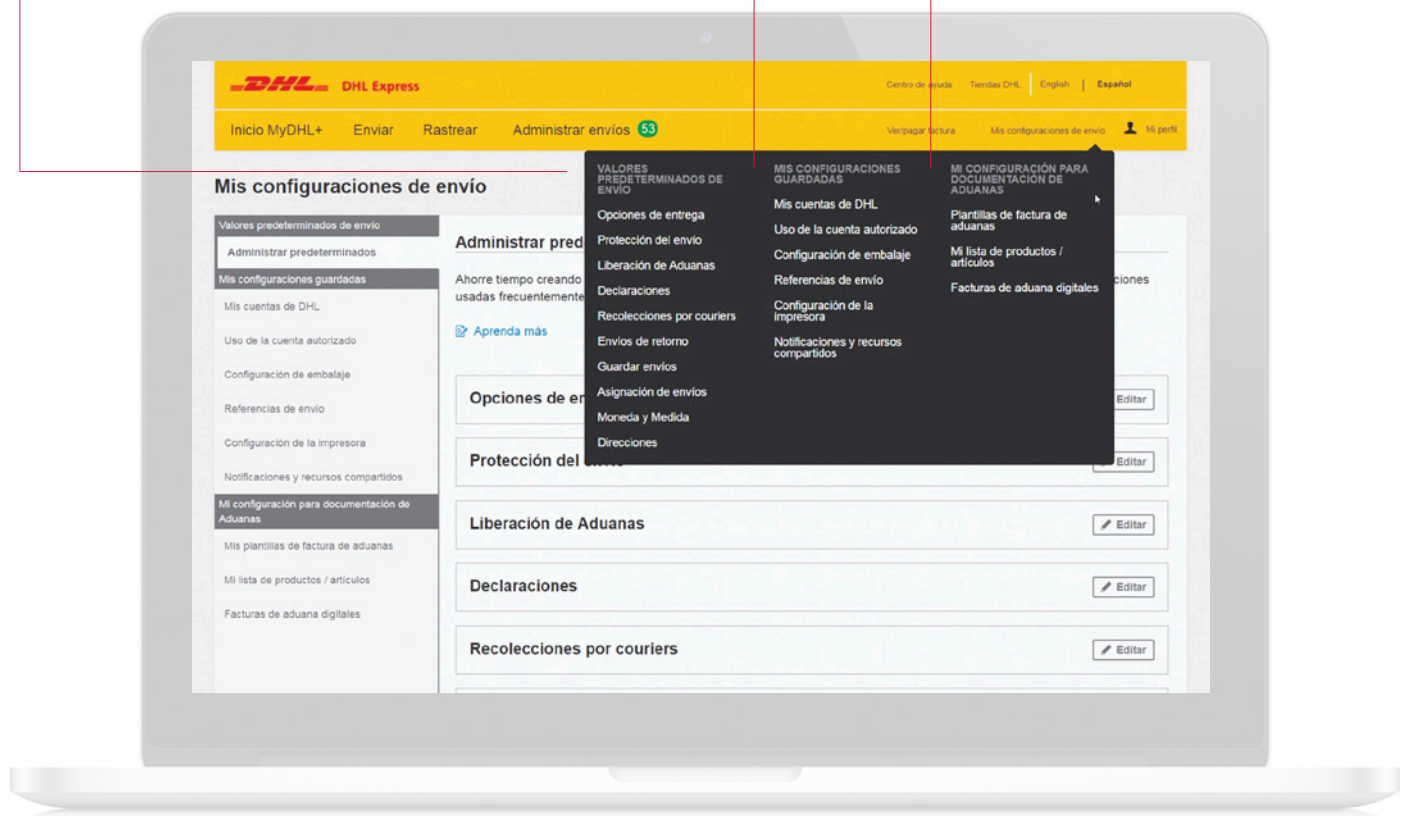 DHL DHL Express
Centro de ayuda Tiendas DHL English | Español
Inicio MyDHL+ Enviar Rastrear Administrar envíos 53
Ver/pagar factura Mis configuraciones de envío Mi perfil
Mis configuraciones de envío
VALORES
PREDETERMINADOS DE
ENVÍO
Opciones de entrega
Protección del envío
Liberación de Aduanas
Declaraciones
Recolecciones por couriers
Envíos de retorno
Guardar envíos
Asignación de envíos
Moneda y Medida
Direcciones
MIS CONFIGURACIONES
GUARDADAS
Mis cuentas de DHL
Uso de la cuenta autorizado
Configuración de embalaje
Referencias de envío
Configuración de la
impresora
Notificaciones y recursos
compartidos
MI CONFIGURACIÓN PARA
DOCUMENTACIÓN DE
ADUANAS
Plantillas de factura de
aduanas
Mi lista de productos /
artículos
Facturas de aduana digitales
Valores predeterminados de envío
Administrar predeterminados
Mis configuraciones guardadas
Mis cuentas de DHL
Uso de la cuenta autorizado
Configuración de embalaje
Referencias de envío
Configuración de la impresora
Notificaciones y recursos compartidos
Mi configuración para documentación de
Aduanas
Mis plantillas de factura de aduanas
Mi lista de productos / artículos
Facturas de aduana digitales
Administrar pred
Ahorre tiempo creando ciones
usadas frecuentemente
Aprenda más
Opciones de en Editar
Protección del envío Editar
Liberación de Aduanas Editar
Declaraciones Editar
Recolecciones por couriers Editar